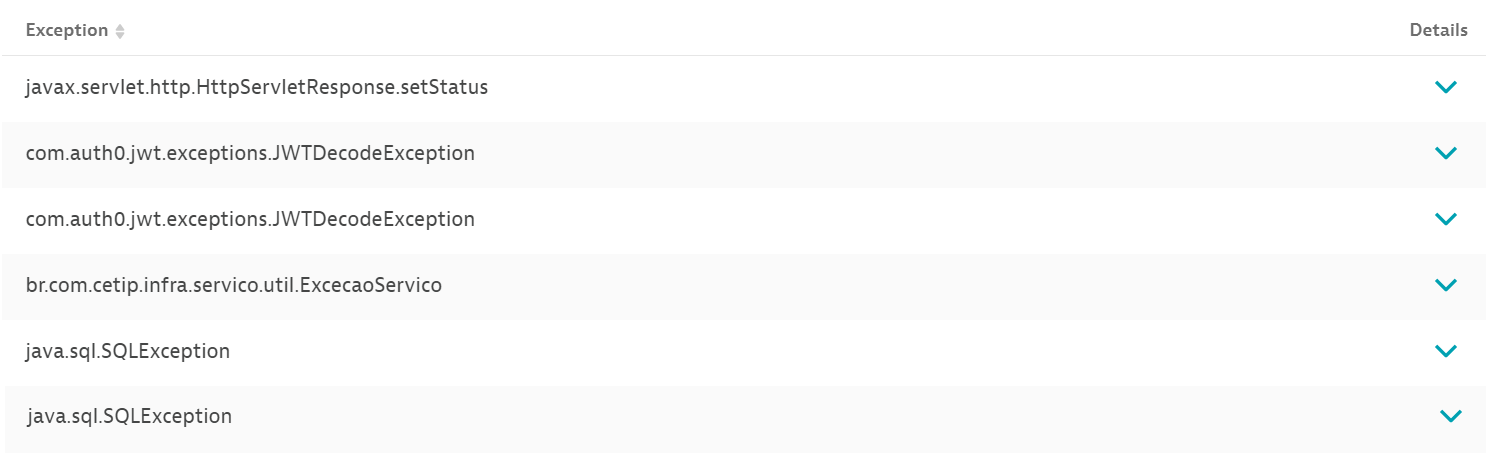 Exception Details
javax.servlet.http.HttpServletResponse.setStatus
com.auth0.jwt.exceptions.JWTDecodeException
com.auth0.jwt.exceptions.JWTDecodeException
br.com.cetip.infra.servico.util.ExcecaoServico
java.sql.SQLException
java.sql.SQLException